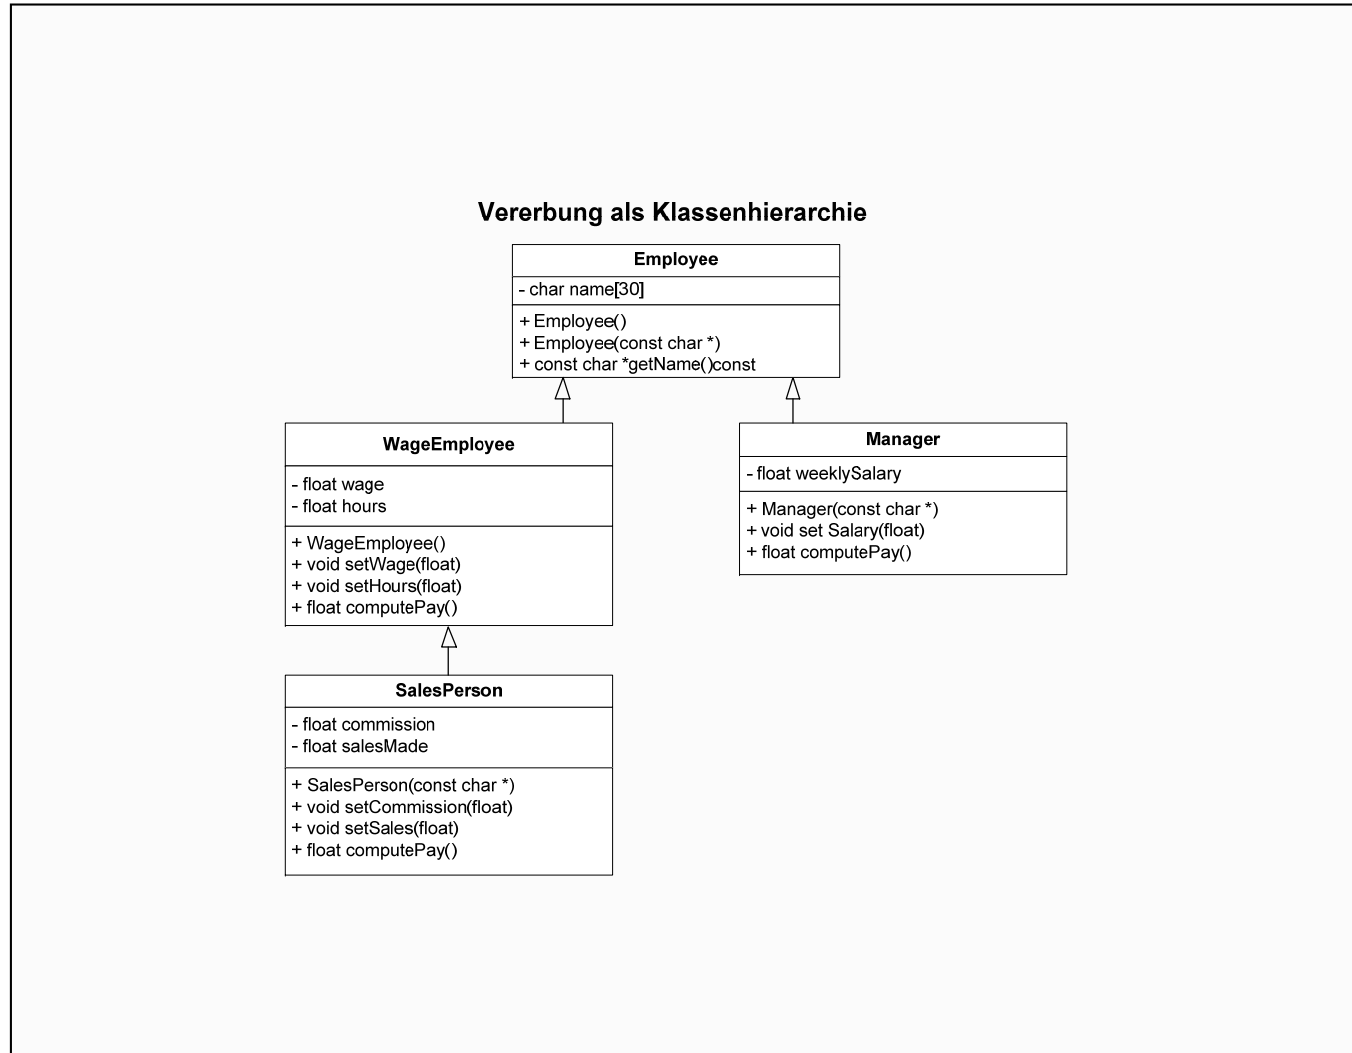 Vererbung als Klassenhierarchie
Employee
- char name[30]
+ Employee()
+ Employee(const char *)
+ const char *getName()const
WageEmployee
- float wage
- float hours
+ WageEmployee()
+ void setWage(float)
+ void setHours(float)
+ float computePay()
Manager
- float weeklySalary
+ Manager(const char *)
+ void set Salary(float)
+ float computePay()
SalesPerson
- float commission
- float salesMade
+ SalesPerson(const char *)
+ void setCommission(float)
+ void setSales(float)
+ float computePay()